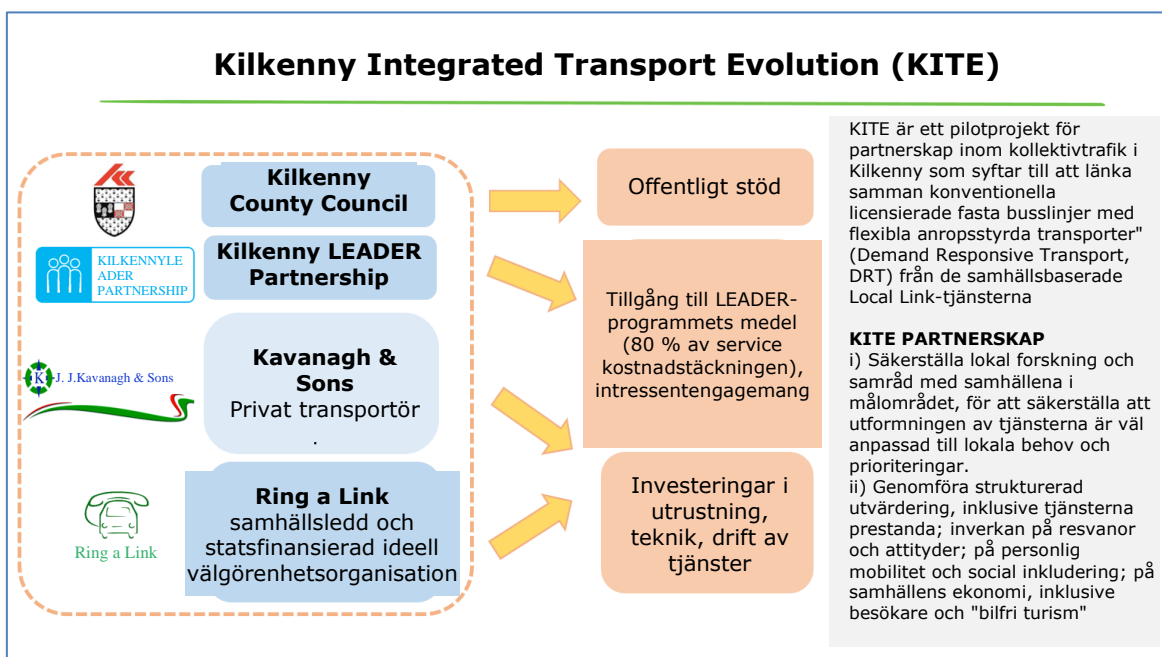 Kilkenny Integrated Transport Evolution (KITE)
Kilkenny
County Council
KILKENNYLE
ADER
PARTNERSHIP
Kilkenny LEADER
Partnership
K
J. J.Kavanagh & Sons
Kavanagh &
Sons
Privat transportör
.
Ring a Link
Ring a Link
samhällsledd och
statsfinansierad ideell
välgörenhetsorganisation
Offentligt stöd
Tillgång till LEADER-
programmets medel
(80 % av service
kostnadstäckningen),
intressentengagemang
Investeringar i
utrustning,
teknik, drift av
tjänster
KITE är ett pilotprojekt för
partnerskap inom kollektivtrafik i
Kilkenny som syftar till att länka
samman konventionella
licensierade fasta busslinjer med
flexibla anropsstyrda transporter"
(Demand Responsive Transport,
DRT) från de samhällsbaserade
Local Link-tjänsterna
KITE PARTNERSKAP
i) Säkerställa lokal forskning och
samråd med samhällena i
målområdet, för att säkerställa att
utformningen av tjänsterna är väl
anpassad till lokala behov och
prioriteringar.
ii) Genomföra strukturerad
utvärdering, inklusive tjänsterna
prestanda; inverkan på resvanor
och attityder; på personlig
mobilitet och social inkludering; på
samhällens ekonomi, inklusive
besökare och "bilfri turism"